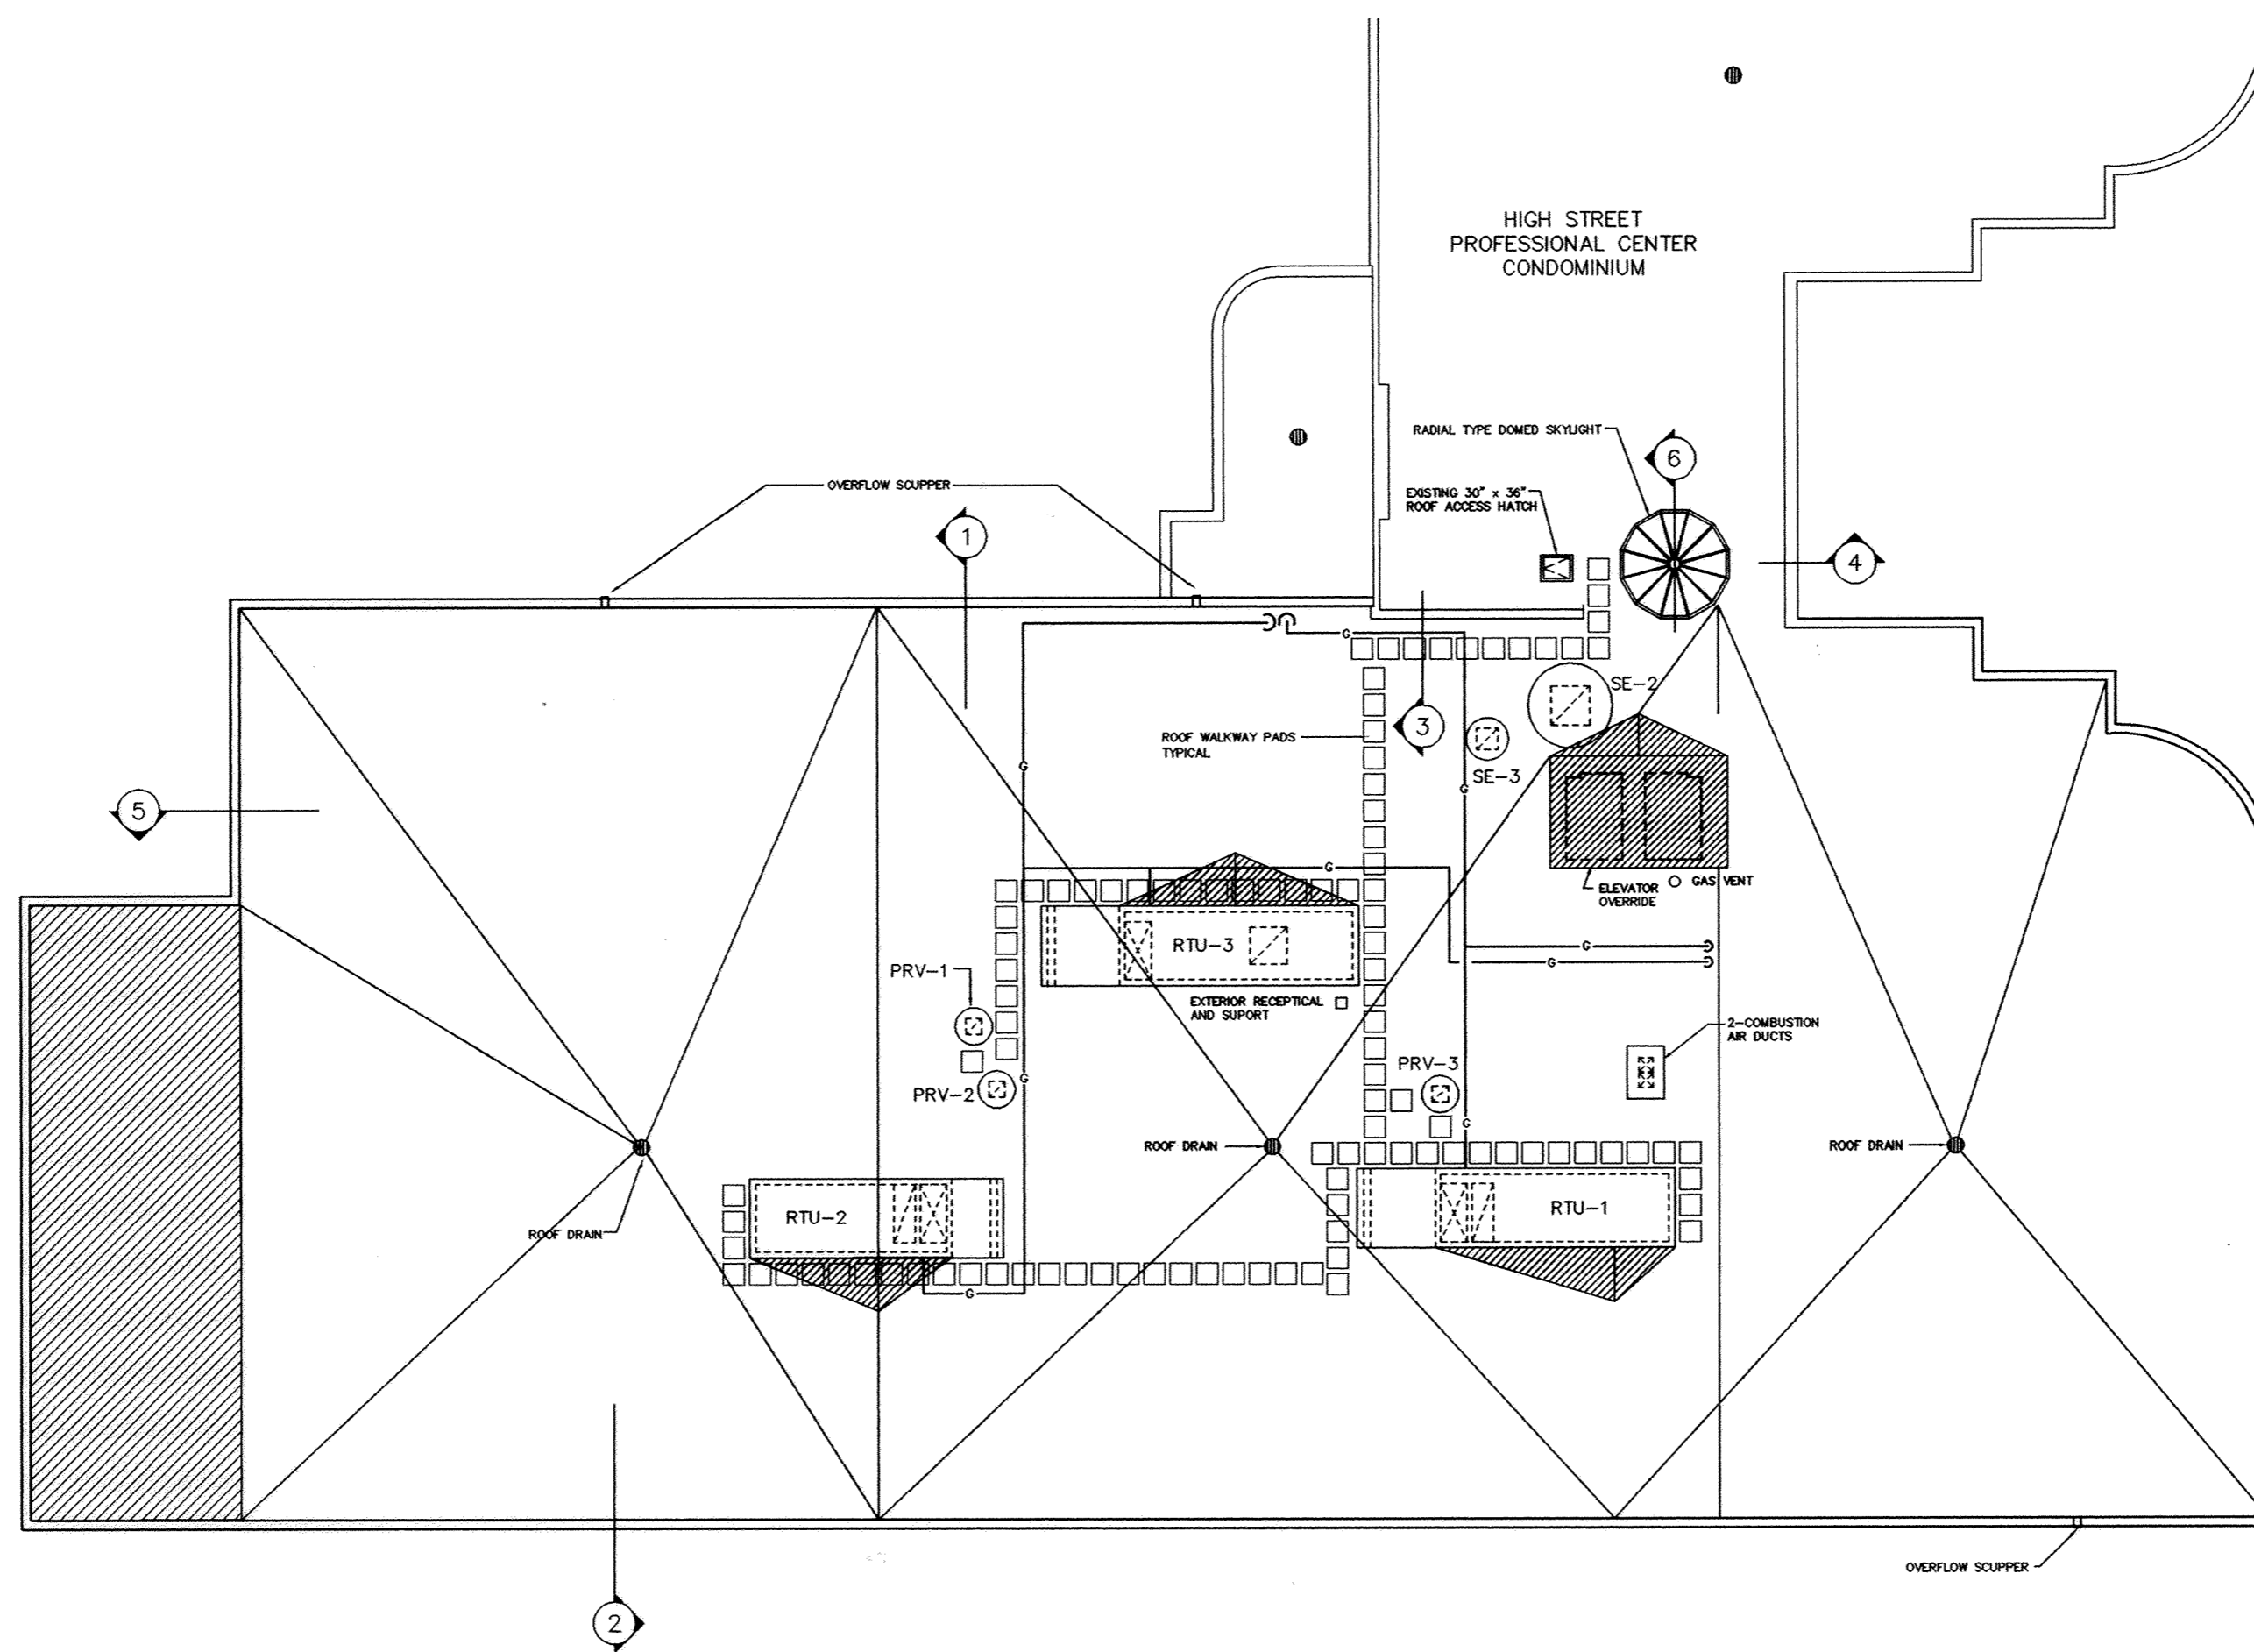 HIGH STREET
PROFESSIONAL CENTER
CONDOMINIUM
RADIAL TYPE DOMED SKYLIGHT
6
OVERFLOW SCUPPER
EXISTING 30" x 36"
ROOF ACCESS HATCH
1
4
SE-2
3
ROOF WALKWAY PADS
TYPICAL
SE-3
5
G
G
G
G
ELEVATOR
OVERRIDE
GAS VENT
RTU-3
G
G
PRV-1
EXTERIOR RECEPTICAL
AND SUPORT
2-COMBUSTION
AIR DUCTS
PRV-3
PRV-2
G
G
ROOF DRAIN
ROOF DRAIN
RTU-2
RTU-1
ROOF DRAIN
G
OVERFLOW SCUPPER
2